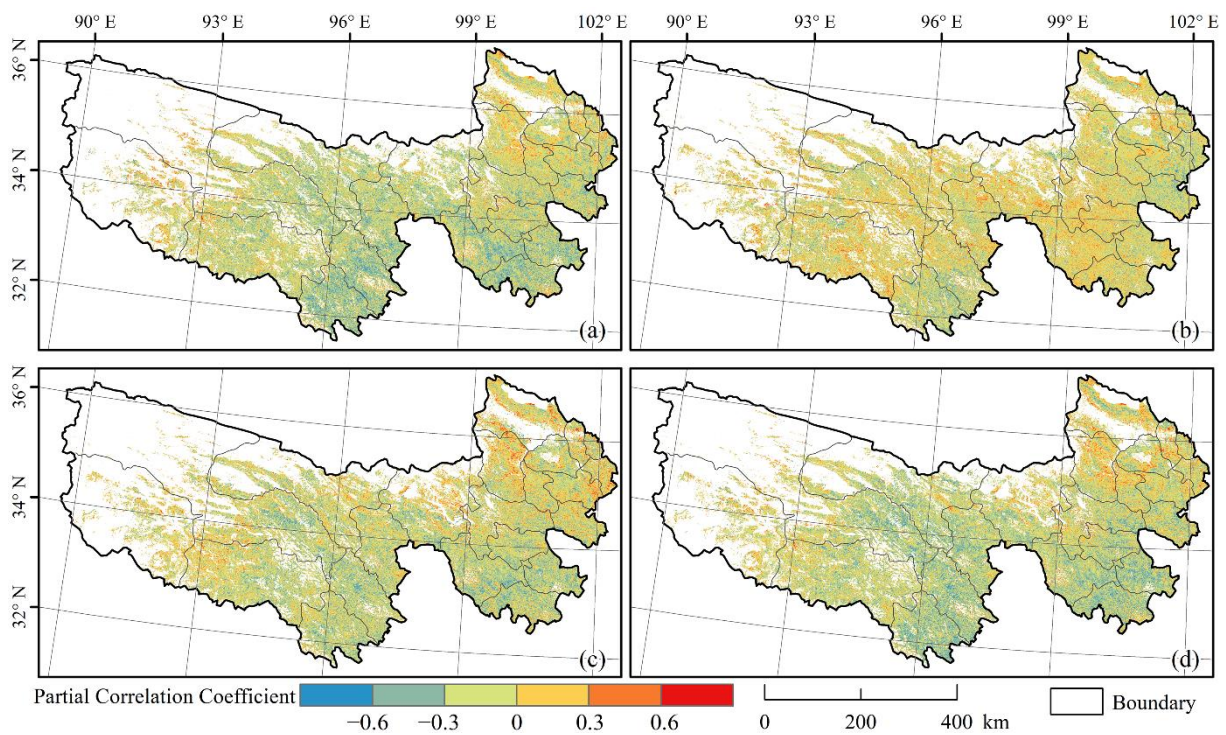 90° E 93° E 96° E 99° E 102° E 90° E 93° E 96° E 99° E 102° E
36° N
34° N
32° N
(a) (b)
36° N
34° N
32° N
(c) (d)
Partial Correlation Coefficient
−0.6 −0.3 0 0.3 0.6
0 200 400 km
Boundary